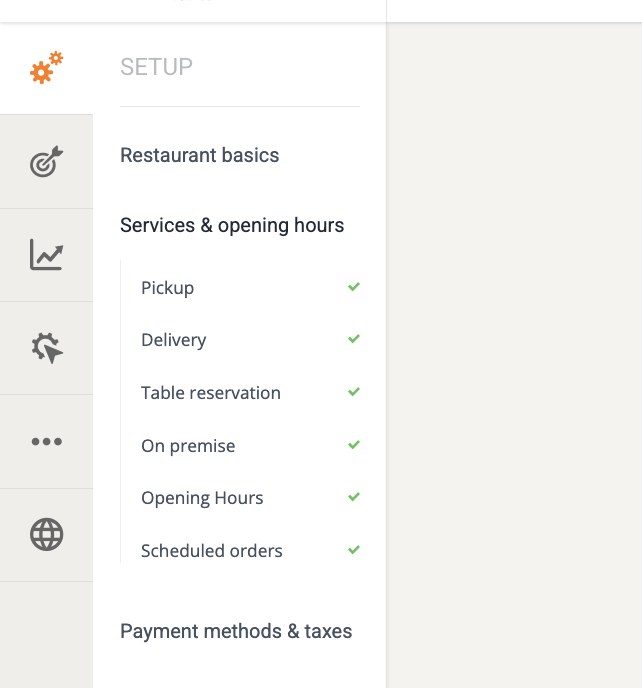 SETUP
Restaurant basics
Services & opening hours
Pickup
Delivery
Table reservation
On premise
Opening Hours
Scheduled orders
Payment methods & taxes